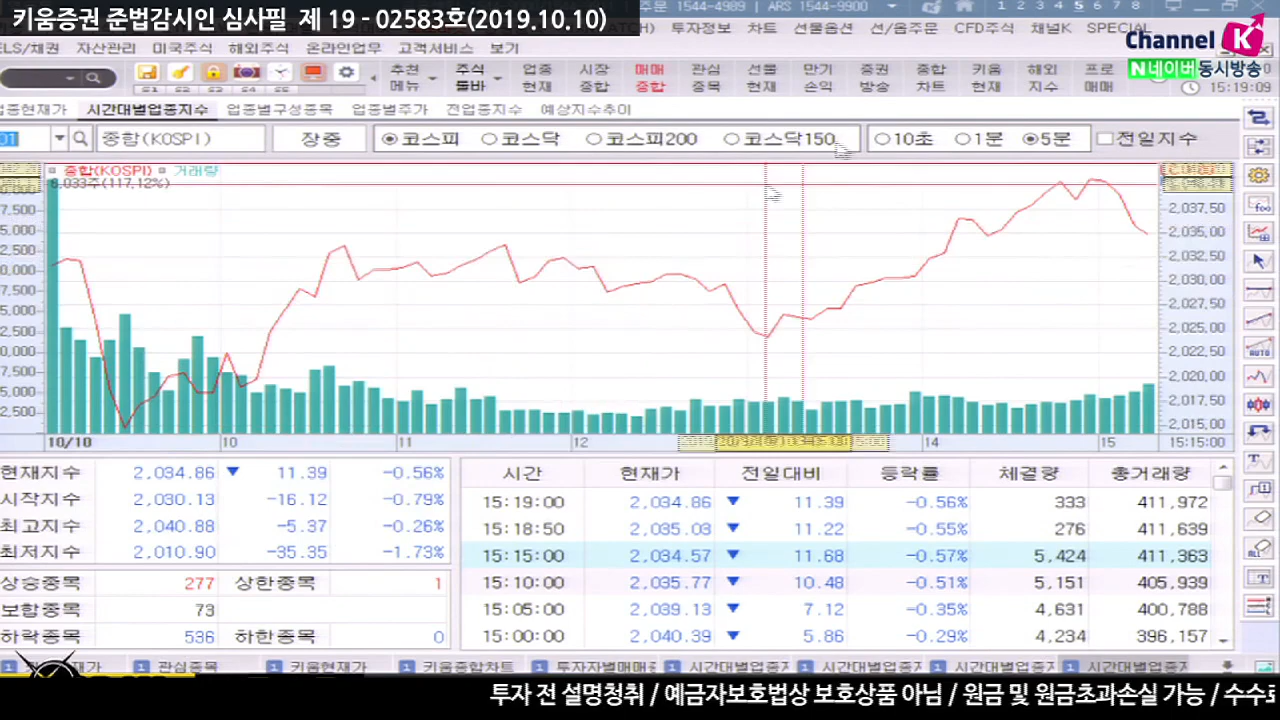 키움증권 준법감시인 심사필 제 19 - 02583호(2019.10.10)
1544-4989 | ARS 1544-9900
1 2 3 4 5 6 7 8
투자정보 차트 선물옵션 선/옵주문 CFD주식 채널K SPECIAL
Channel K
ELS/채권 자산관리 미국주식 해외주식 온라인업무 고객서비스 보기
N네이버 동시방송
추천 메뉴
주식 툴바
업종 현재
시장 종합
매매 종합
관심 종목
선물 현재
만기 손익
증권 방송
종합 차트
키움 현재
해외 지수
프로 매매
15:19:09
업종현재가 시간대별업종지수 업종별구성종목 업종별주가 전업종지수 예상지수추이
01 종합(KOSPI) 장중 코스피 코스닥 코스피200 코스닥150 10초 1분 5분 전일지수
종합(KOSPI) 거래량
8,033주(117,12%)
2,037,50
2,035,00
2,032,50
2,030,00
2,027,50
2,025,00
2,022,50
2,020,00
2,017,50
2,015,00
10/10 10 11 12 14 15 15:15:00
현재지수 2,034.86 ▼ 11.39 -0.56%
시작지수 2,030.13 -16.12 -0.79%
최고지수 2,040.88 -5.37 -0.26%
최저지수 2,010.90 -35.35 -1.73%
상승종목 277 상한종목 1
보합종목 73
하락종목 536 하한종목 0
시간 현재가 전일대비 등락률 체결량 총거래량
15:19:00 2,034.86 ▼ 11.39 -0.56% 333 411,972
15:18:50 2,035.03 ▼ 11.22 -0.55% 276 411,639
15:15:00 2,034.57 ▼ 11.68 -0.57% 5,424 411,363
15:10:00 2,035.77 ▼ 10.48 -0.51% 5,151 405,939
15:05:00 2,039.13 ▼ 7.12 -0.35% 4,631 400,788
15:00:00 2,040.39 ▼ 5.86 -0.29% 4,234 396,157
1 관심종목 1 키움현재가 1 키움종합차트 1 투자자별매매 1 시간대별업종 1 시간대별업종 1 시간대별업종 1 시간대별업종
투자 전 설명청취 / 예금자보호법상 보호상품 아님 / 원금 및 원금초과손실 가능 / 수수료